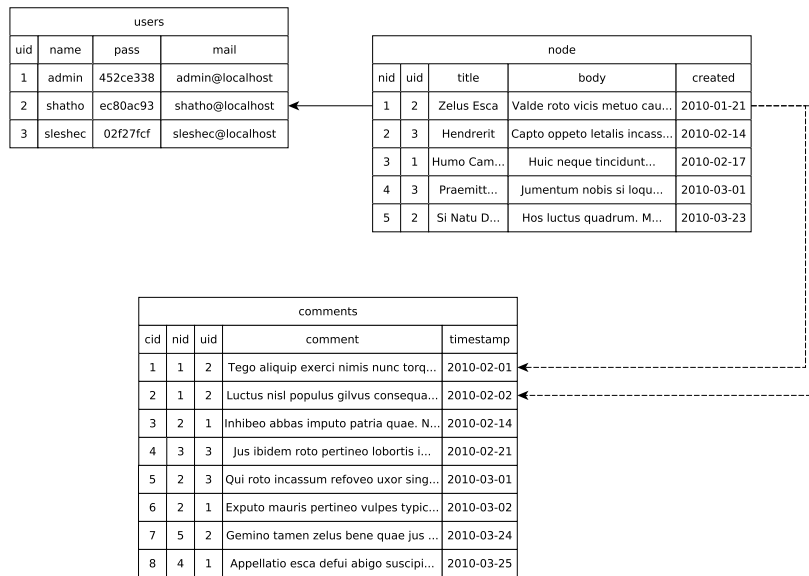 users
uid name pass mail
1 admin 452ce338 admin@localhost
2 shatho ec80ac93 shatho@localhost
3 sleshec 02f27fcf sleshec@localhost
node
nid uid title body created
1 2 Zelus Esca Valde roto vicis metuo cau... 2010-01-21
2 3 Hendrerit Capto oppeto letalis incass... 2010-02-14
3 1 Humo Cam... Huic neque tincidunt... 2010-02-17
4 3 Praemitt... Jumentum nobis si loqu... 2010-03-01
5 2 Si Natu D... Hos luctus quadrum. M... 2010-03-23
comments
cid nid uid comment timestamp
1 1 2 Tego aliquip exerci nimis nunc torq... 2010-02-01
2 1 2 Luctus nisl populus gilvus consequa... 2010-02-02
3 2 1 Inhibeo abbas imputo patria quae. N... 2010-02-14
4 3 3 Jus ibidem roto pertineo lobortis i... 2010-02-21
5 2 3 Qui roto incassum refoveo uxor sing... 2010-03-01
6 2 1 Exputo mauris pertineo vulpes typic... 2010-03-02
7 5 2 Gemino tamen zelus bene quae jus ... 2010-03-24
8 4 1 Appellatio esca defui abigo suscipi... 2010-03-25